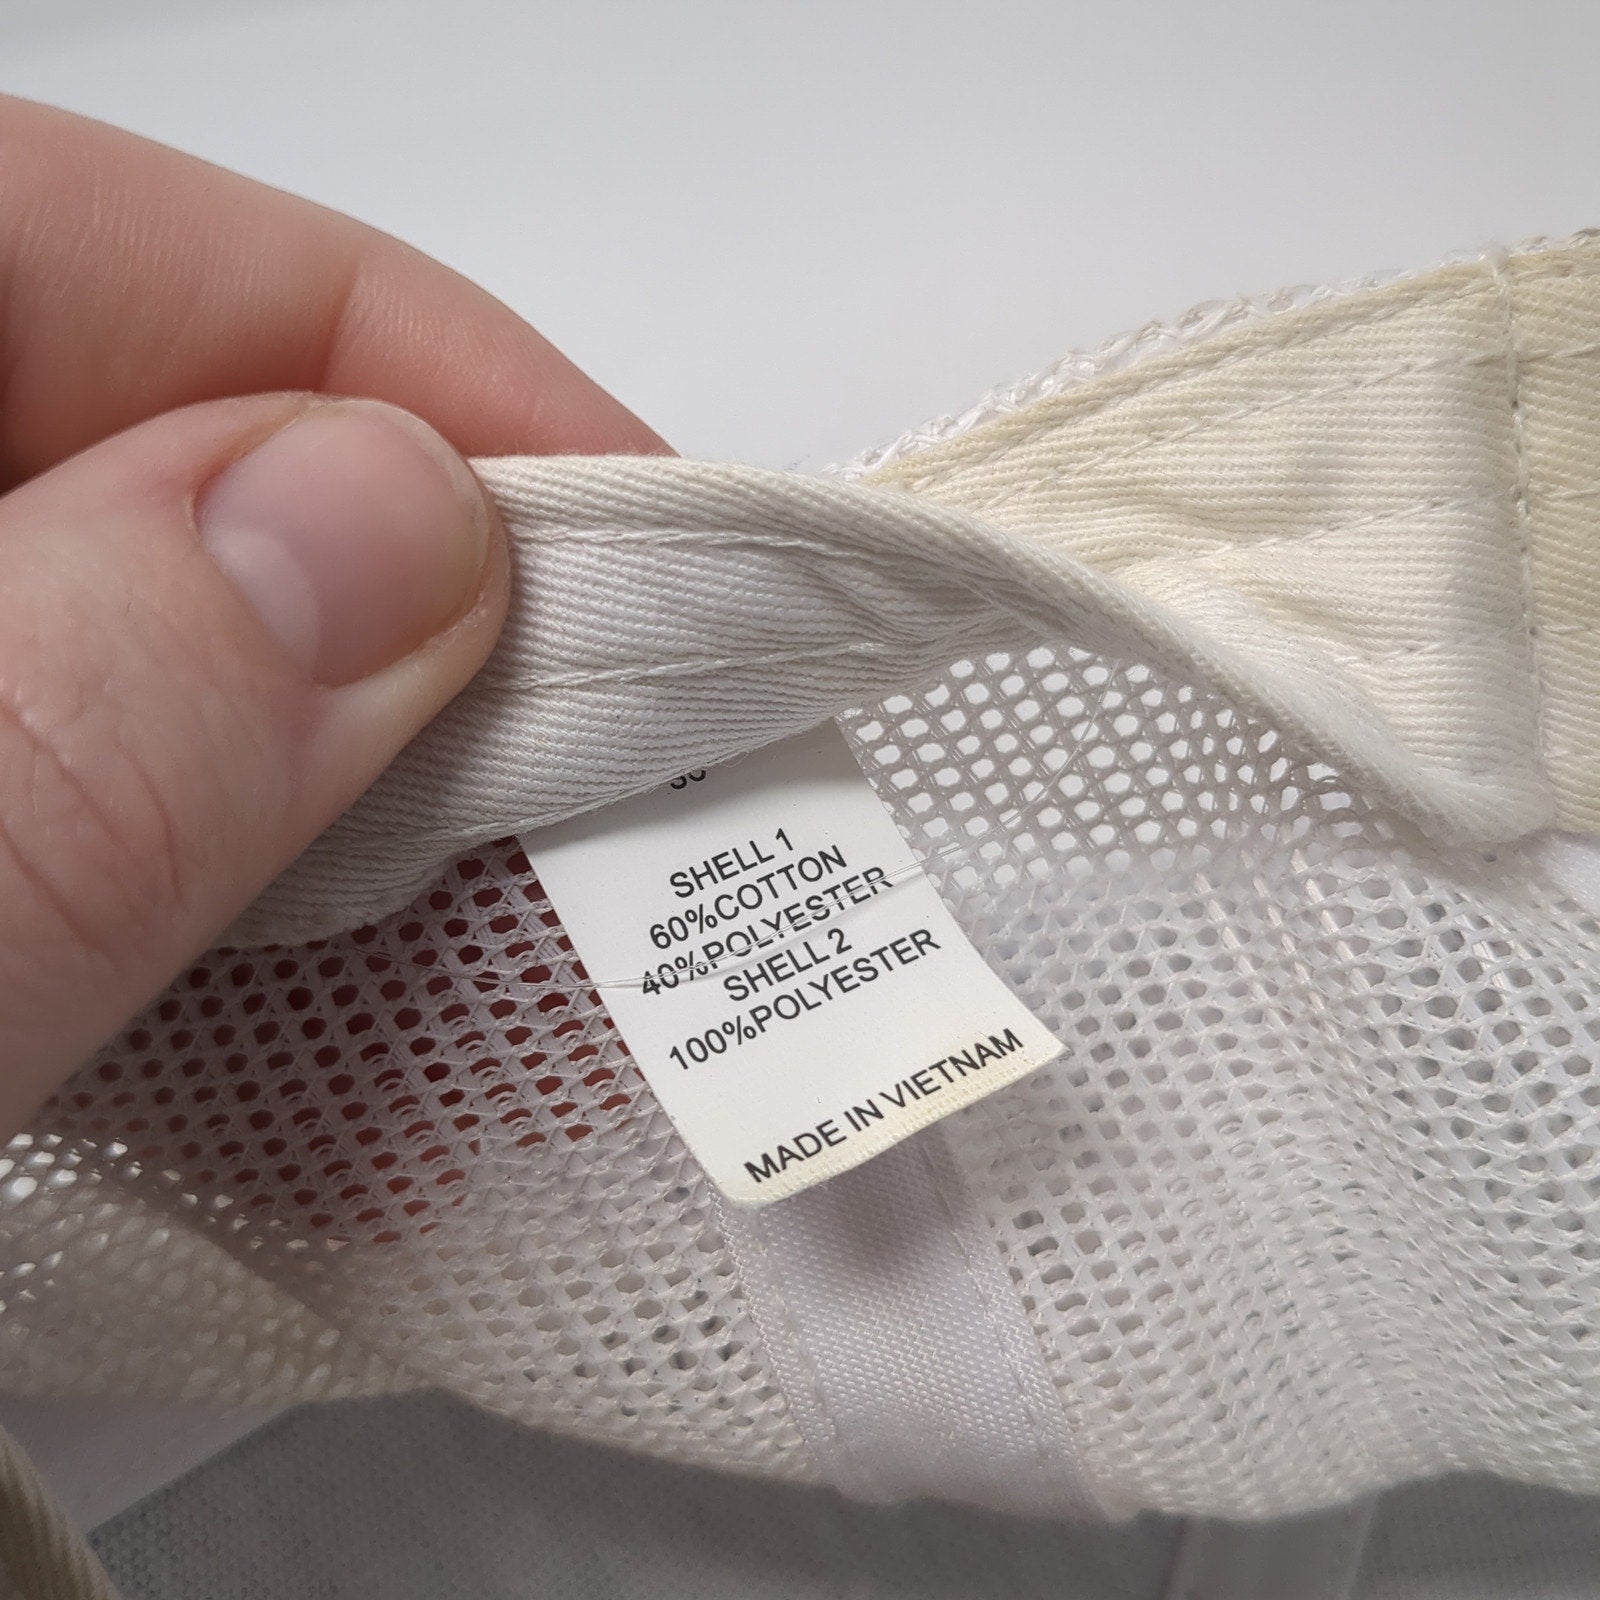 SHELL 1
60%COTTON
40%POLYESTER
SHELL 2
100%POLYESTER
MADE IN VIETNAM